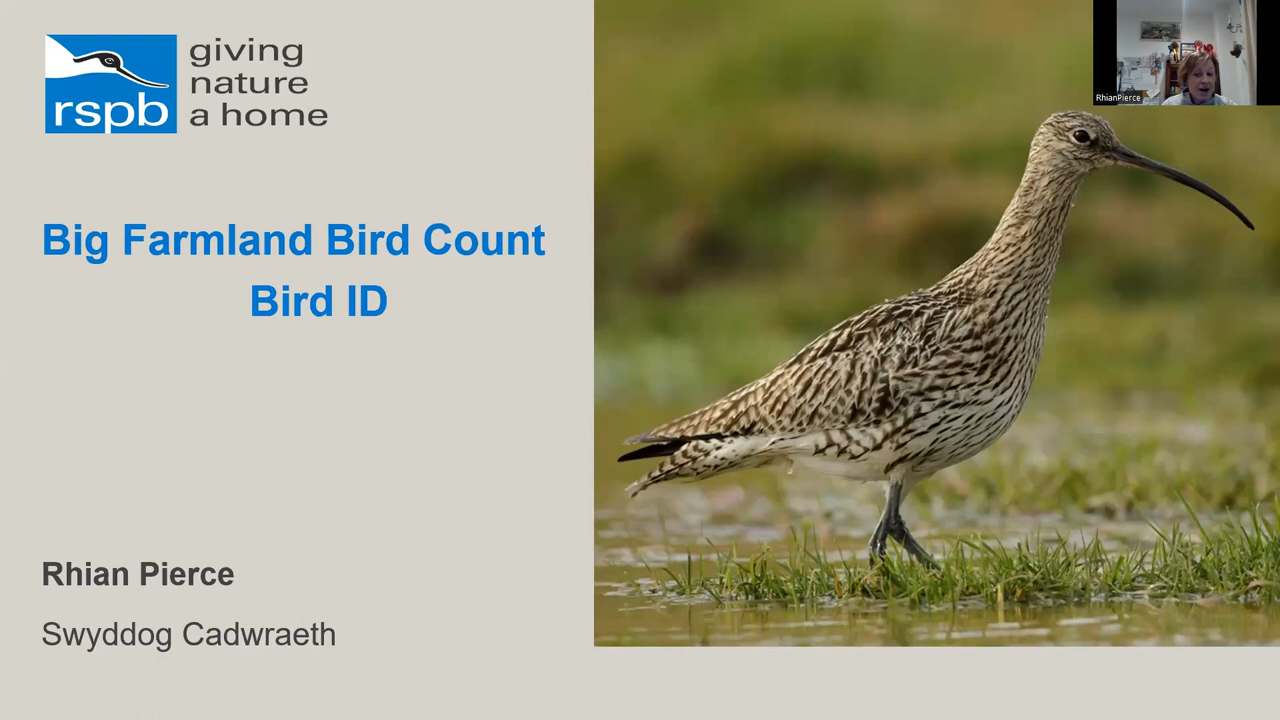 giving
nature
a home
rspb
Big Farmland Bird Count
Bird ID
Rhian Pierce
Swyddog Cadwraeth
RhianPierce